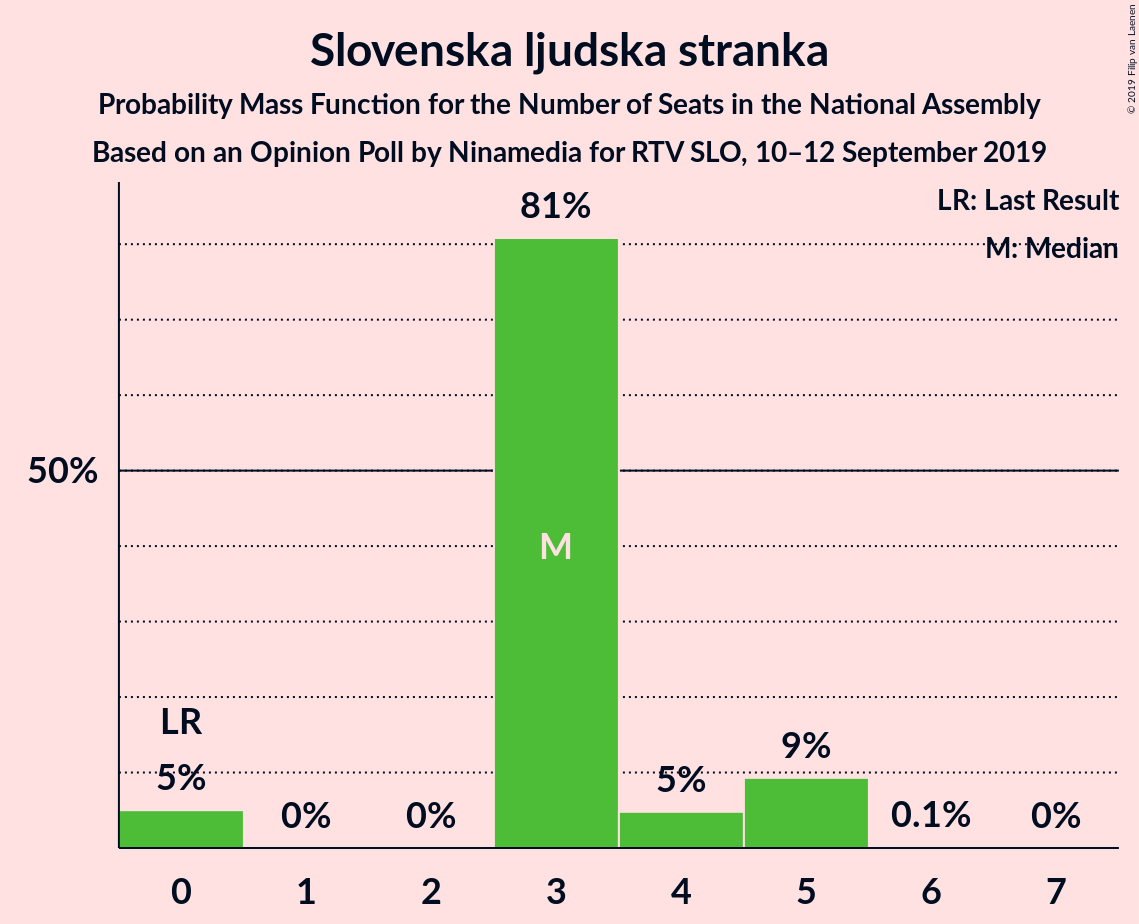 Slovenska ljudska stranka
Probability Mass Function for the Number of Seats in the National Assembly
Based on an Opinion Poll by Ninamedia for RTV SLO, 10–12 September 2019
© 2019 Filip van Laenen
LR: Last Result
M: Median
81%
50%
M
LR
5%
0%
0%
5%
9%
0.1%
0%
0 1 2 3 4 5 6 7